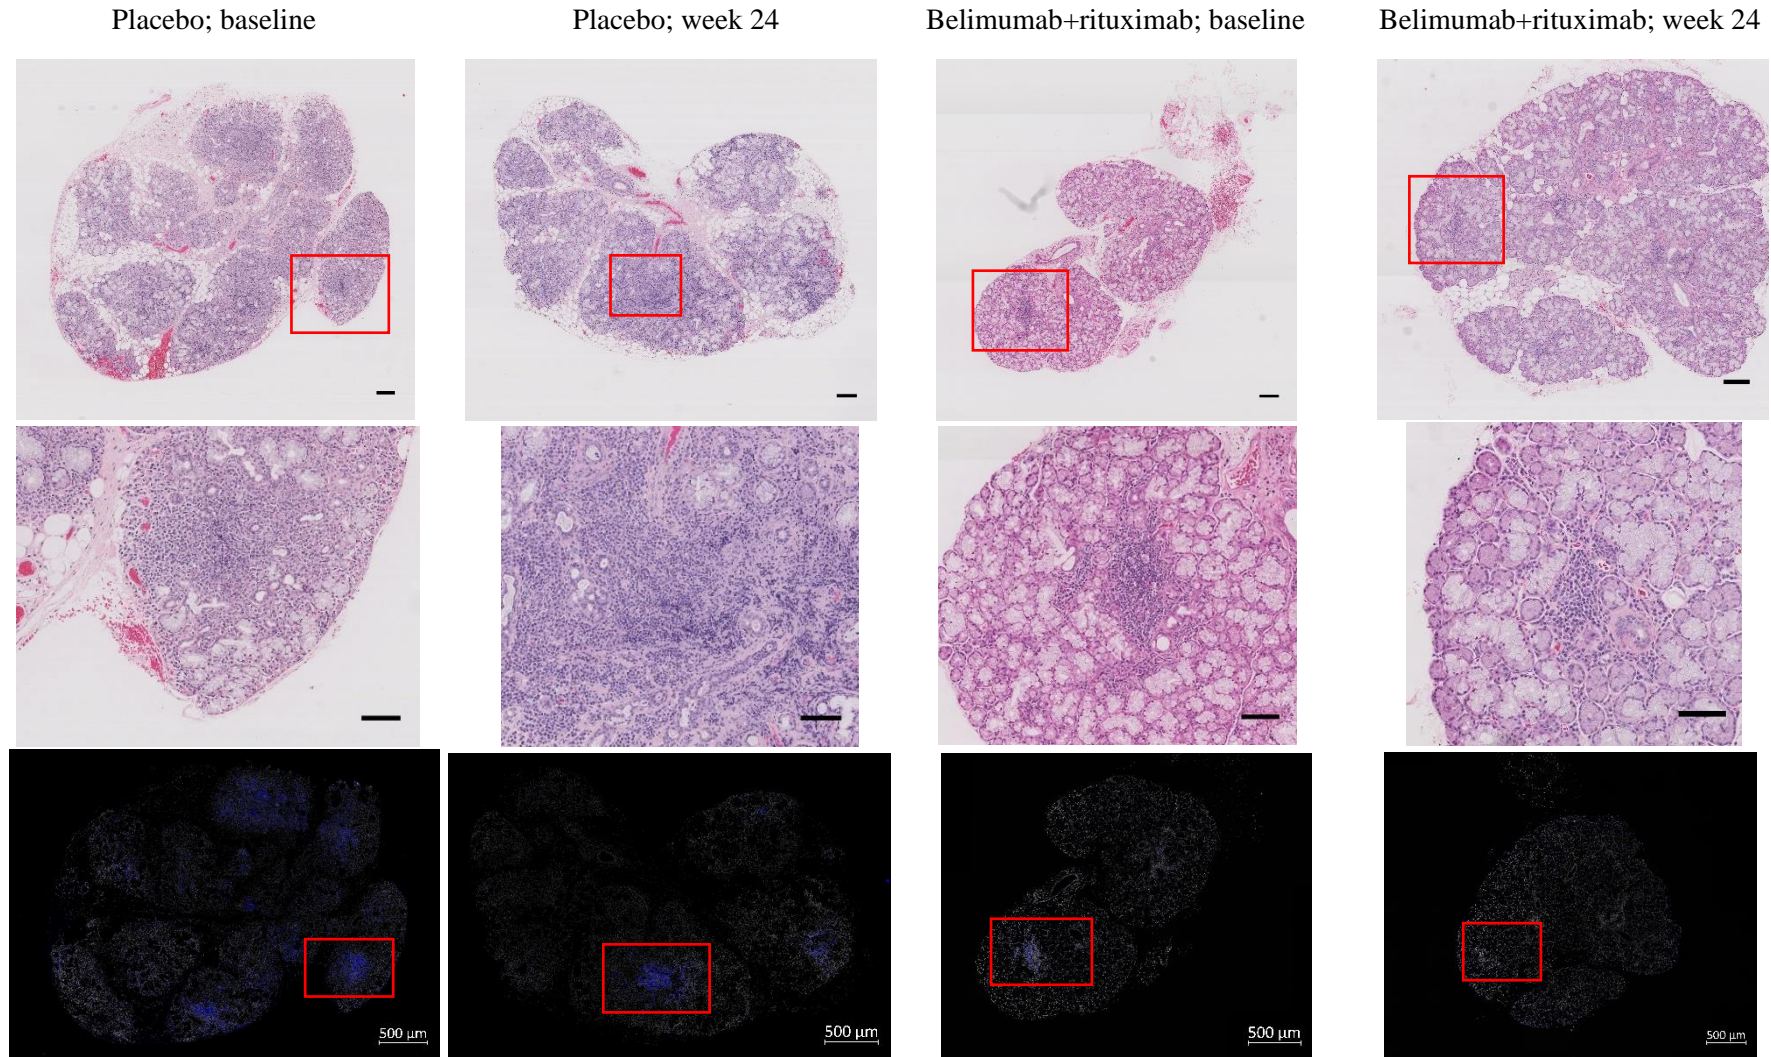 Placebo; baseline
Placebo; week 24
Belimumab+rituximab; baseline
Belimumab+rituximab; week 24
500 µm
500 µm
500 µm
500 µm